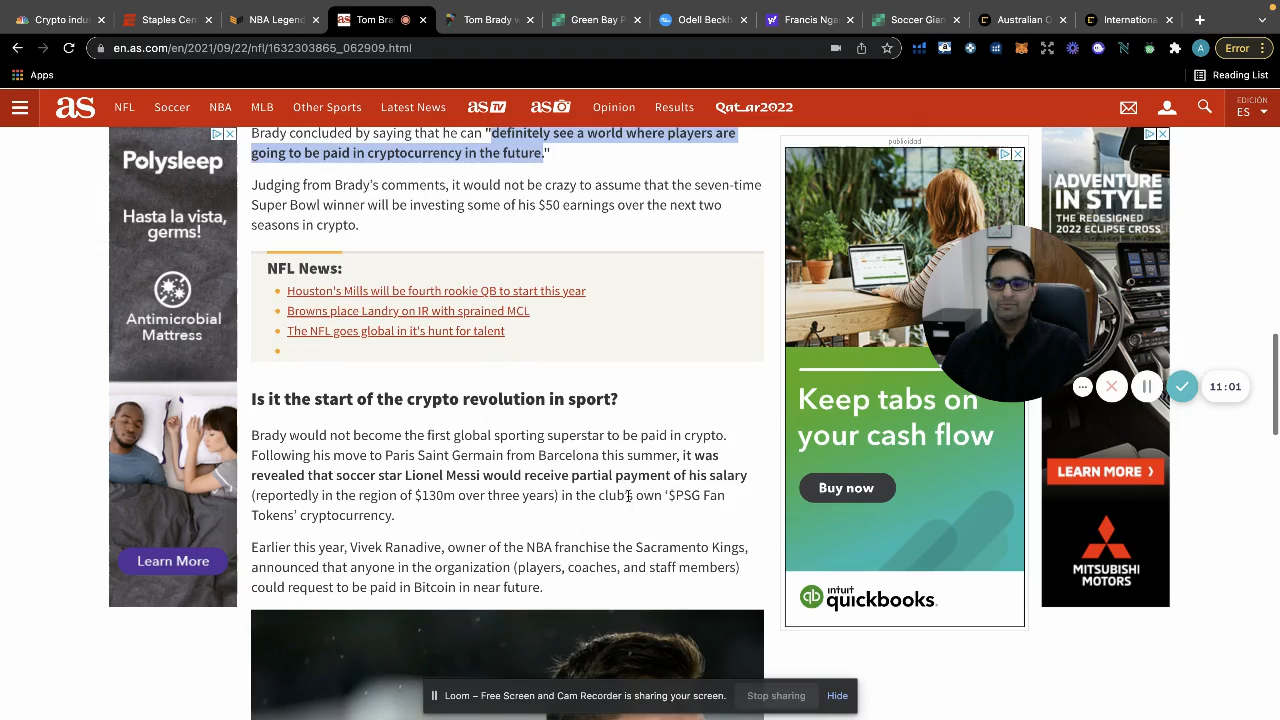 Crypto indus
Staples Cen
NBA Legend
Tom Bra
Tom Brady w
Green Bay P
Odell Beckh
Francis Nga
Soccer Gian
Australian O
Internationa
en.as.com/en/2021/09/22/nfl/1632303865_062909.html
A
Error
Apps
Reading List
as
NFL
Soccer
NBA
MLB
Other Sports
Latest News
as TV
as
Opinion
Results
Qatar2022
EDICIÓN
ES
Brady concluded by saying that he can "definitely see a world where players are
going to be paid in cryptocurrency in the future."
Judging from Brady's comments, it would not be crazy to assume that the seven-time
Super Bowl winner will be investing some of his $50 earnings over the next two
seasons in crypto.
NFL News:
Houston's Mills will be fourth rookie QB to start this year
Browns place Landry on IR with sprained MCL
The NFL goes global in it's hunt for talent
Is it the start of the crypto revolution in sport?
Brady would not become the first global sporting superstar to be paid in crypto.
Following his move to Paris Saint Germain from Barcelona this summer, it was
revealed that soccer star Lionel Messi would receive partial payment of his salary
(reportedly in the region of $130m over three years) in the club's own '$PSG Fan
Tokens' cryptocurrency.
Earlier this year, Vivek Ranadive, owner of the NBA franchise the Sacramento Kings,
announced that anyone in the organization (players, coaches, and staff members)
could request to be paid in Bitcoin in near future.
Polysleep
Hasta la vista,
germs!
Antimicrobial
Mattress
Learn More
publicidad
Keep tabs on
your cash flow
Buy now
qb
intuit
quickbooks.
ADVENTURE
IN STYLE
THE REDESIGNED
2022 ECLIPSE CROSS
LEARN MORE
MITSUBISHI
MOTORS
11:01
Loom – Free Screen and Cam Recorder is sharing your screen.
Stop sharing
Hide